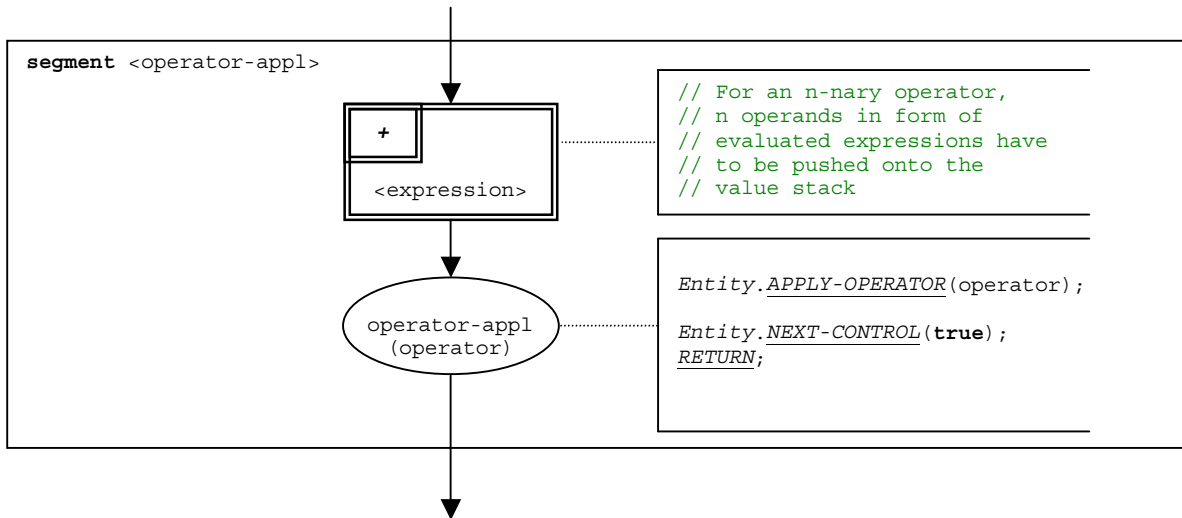 segment <operator-appl>
+
<expression>
// For an n-nary operator,
// n operands in form of
// evaluated expressions have
// to be pushed onto the
// value stack
operator-appl
(operator)
Entity.APPLY-OPERATOR(operator);
Entity.NEXT-CONTROL(true);
RETURN;